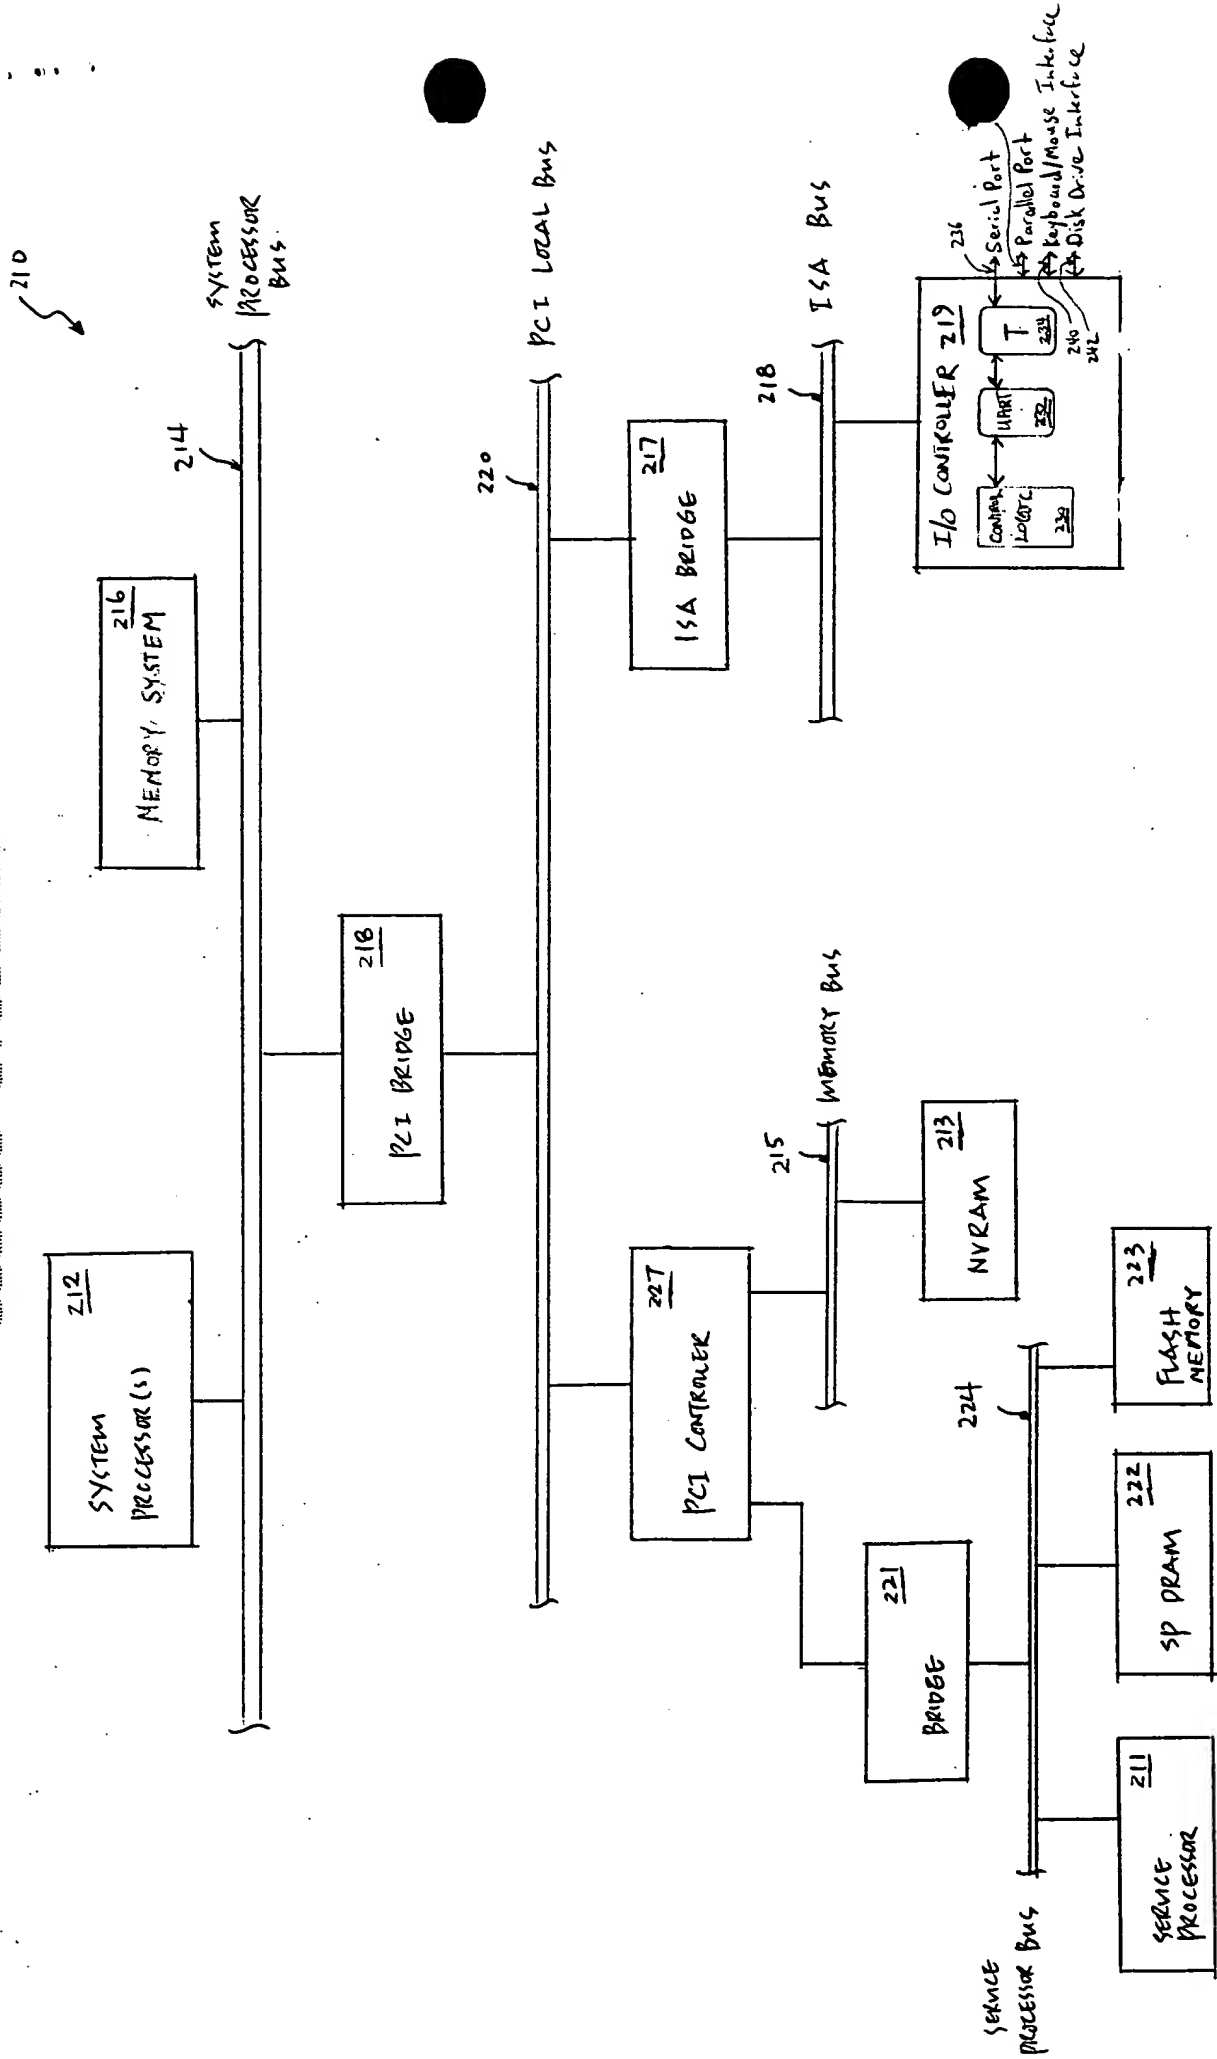 210
SYSTEM
PROCESSOR(S)
212
MEMORY SYSTEM
216
214
SYSTEM
PROCESSOR
BUS
PCI BRIDGE
218
220
PCI LOCAL BUS
PCI CONTROLLER
227
ISA BRIDGE
217
215
MEMORY BUS
218
ISA BUS
BRIDGE
221
NVRAM
213
I/O CONTROLLER 219
CONTROL
LOGIC
230
UART
232
T
234
236
Serial Port
Parallel Port
Keyboard/Mouse Interface
Disk Drive Interface
240
242
SERVICE
PROCESSOR BUS
224
SERVICE
PROCESSOR
211
SP DRAM
222
FLASH
MEMORY
223